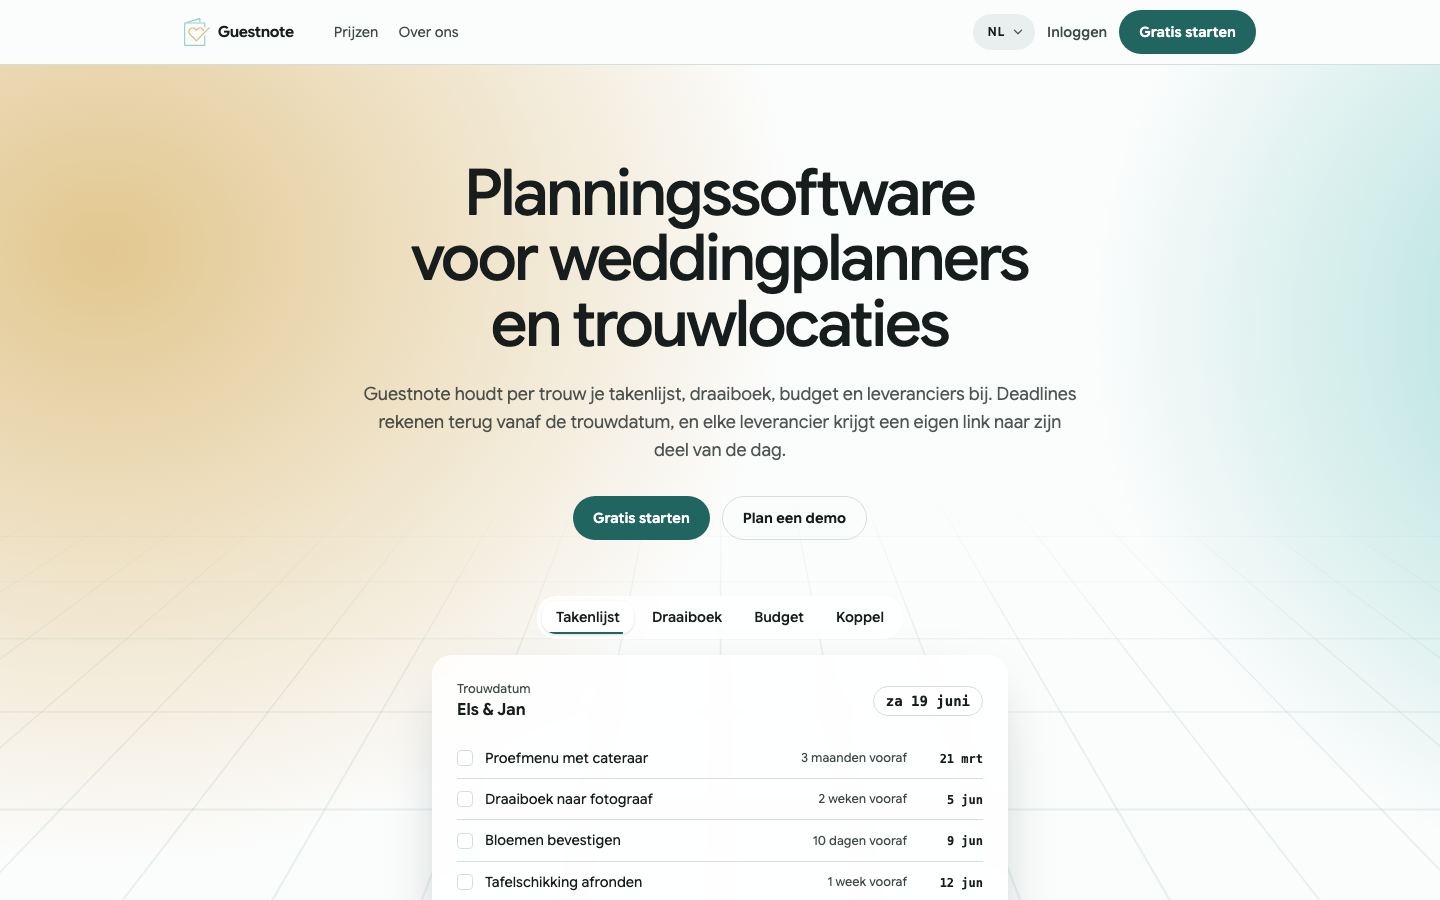 Guestnote
Prijzen
Over ons
NL
Inloggen
Gratis starten
Planningssoftware
voor weddingplanners
en trouwlocaties
Guestnote houdt per trouw je takenlijst, draaiboek, budget en leveranciers bij. Deadlines
rekenen terug vanaf de trouwdatum, en elke leverancier krijgt een eigen link naar zijn
deel van de dag.
Gratis starten
Plan een demo
Takenlijst
Draaiboek
Budget
Koppel
Trouwdatum
Els & Jan
za 19 juni
Proefmenu met cateraar
3 maanden vooraf
21 mrt
Draaiboek naar fotograaf
2 weken vooraf
5 jun
Bloemen bevestigen
10 dagen vooraf
9 jun
Tafelschikking afronden
1 week vooraf
12 jun